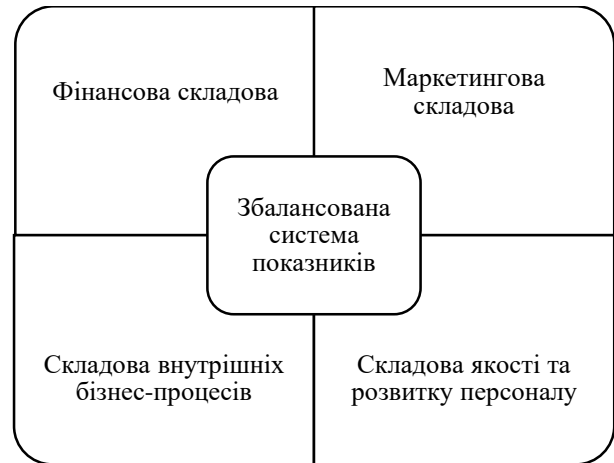 Фінансова складова
Маркетингова
складова
Збалансована
система
показників
Складова внутрішніх
бізнес-процесів
Складова якості та
розвитку персоналу